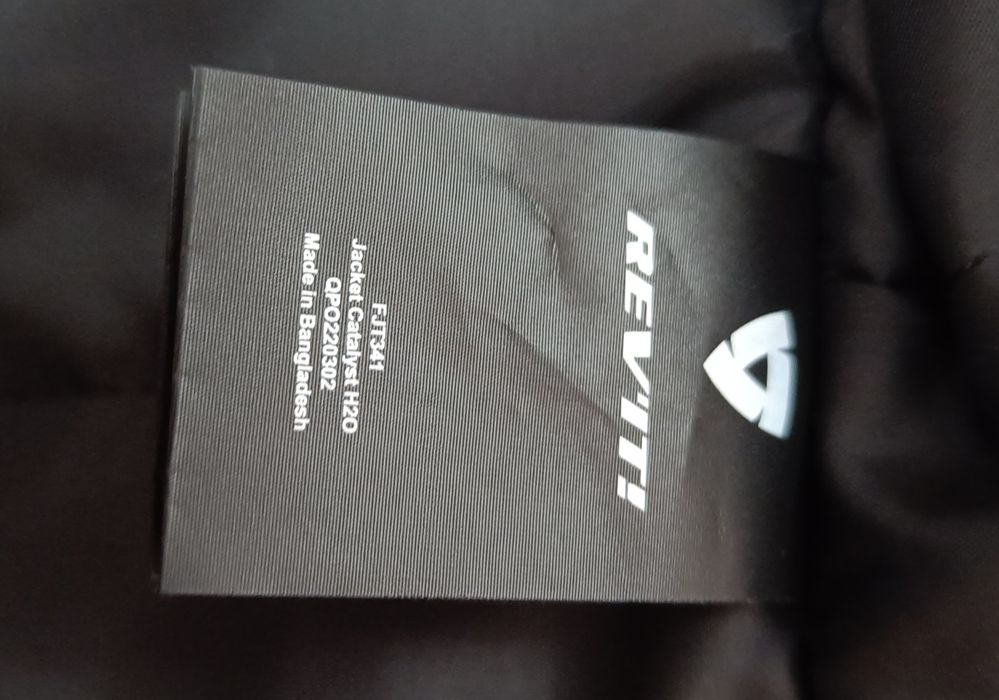 REV'IT!
FJT341
Jacket Catalyst H2O
QPO220302
Made in Bangladesh